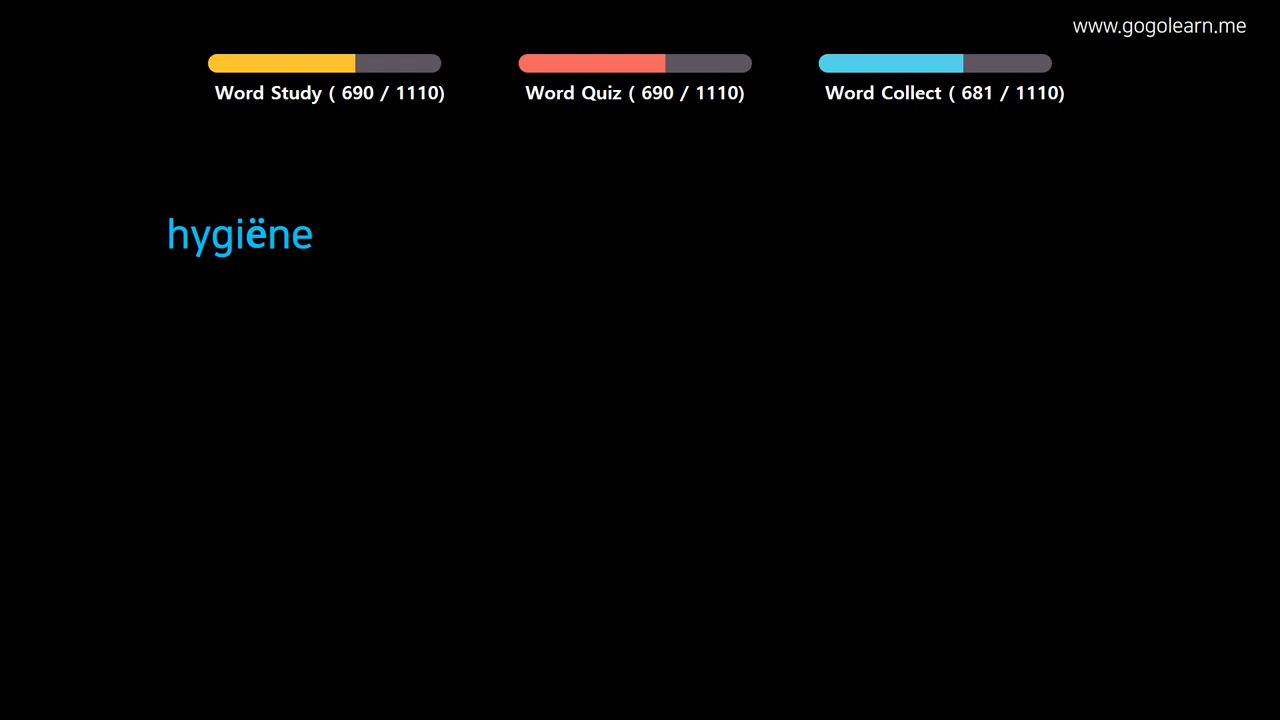 www.gogolearn.me
Word Study ( 690 / 1110)
Word Quiz ( 690 / 1110)
Word Collect ( 681 / 1110)
hygiëne